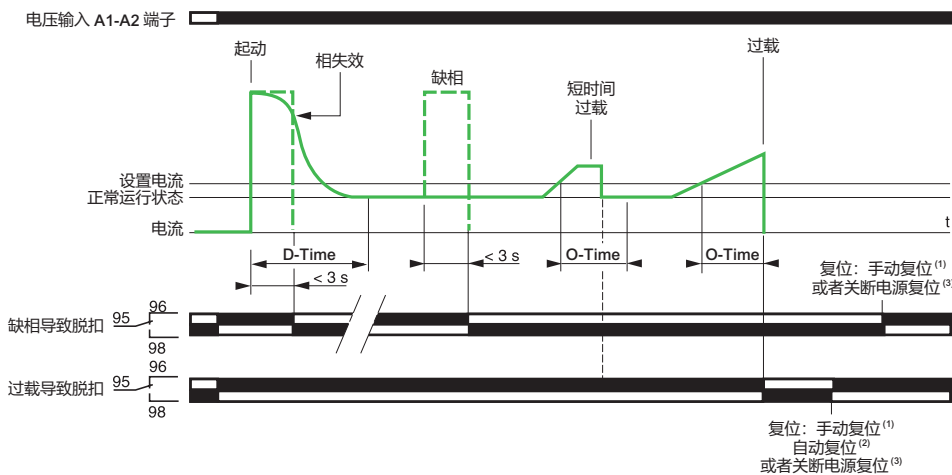 电压输入 A1-A2 端子
起动
相失效
缺相
短时间
过载
过载
设置电流
正常运行状态
电流
t
D-Time
< 3 s
< 3 s
O-Time
O-Time
复位：手动复位(1)
或者关断电源复位(3)
缺相导致脱扣
95
96
98
过载导致脱扣
95
96
98
复位：手动复位(1)
自动复位(2)
或者关断电源复位(3)